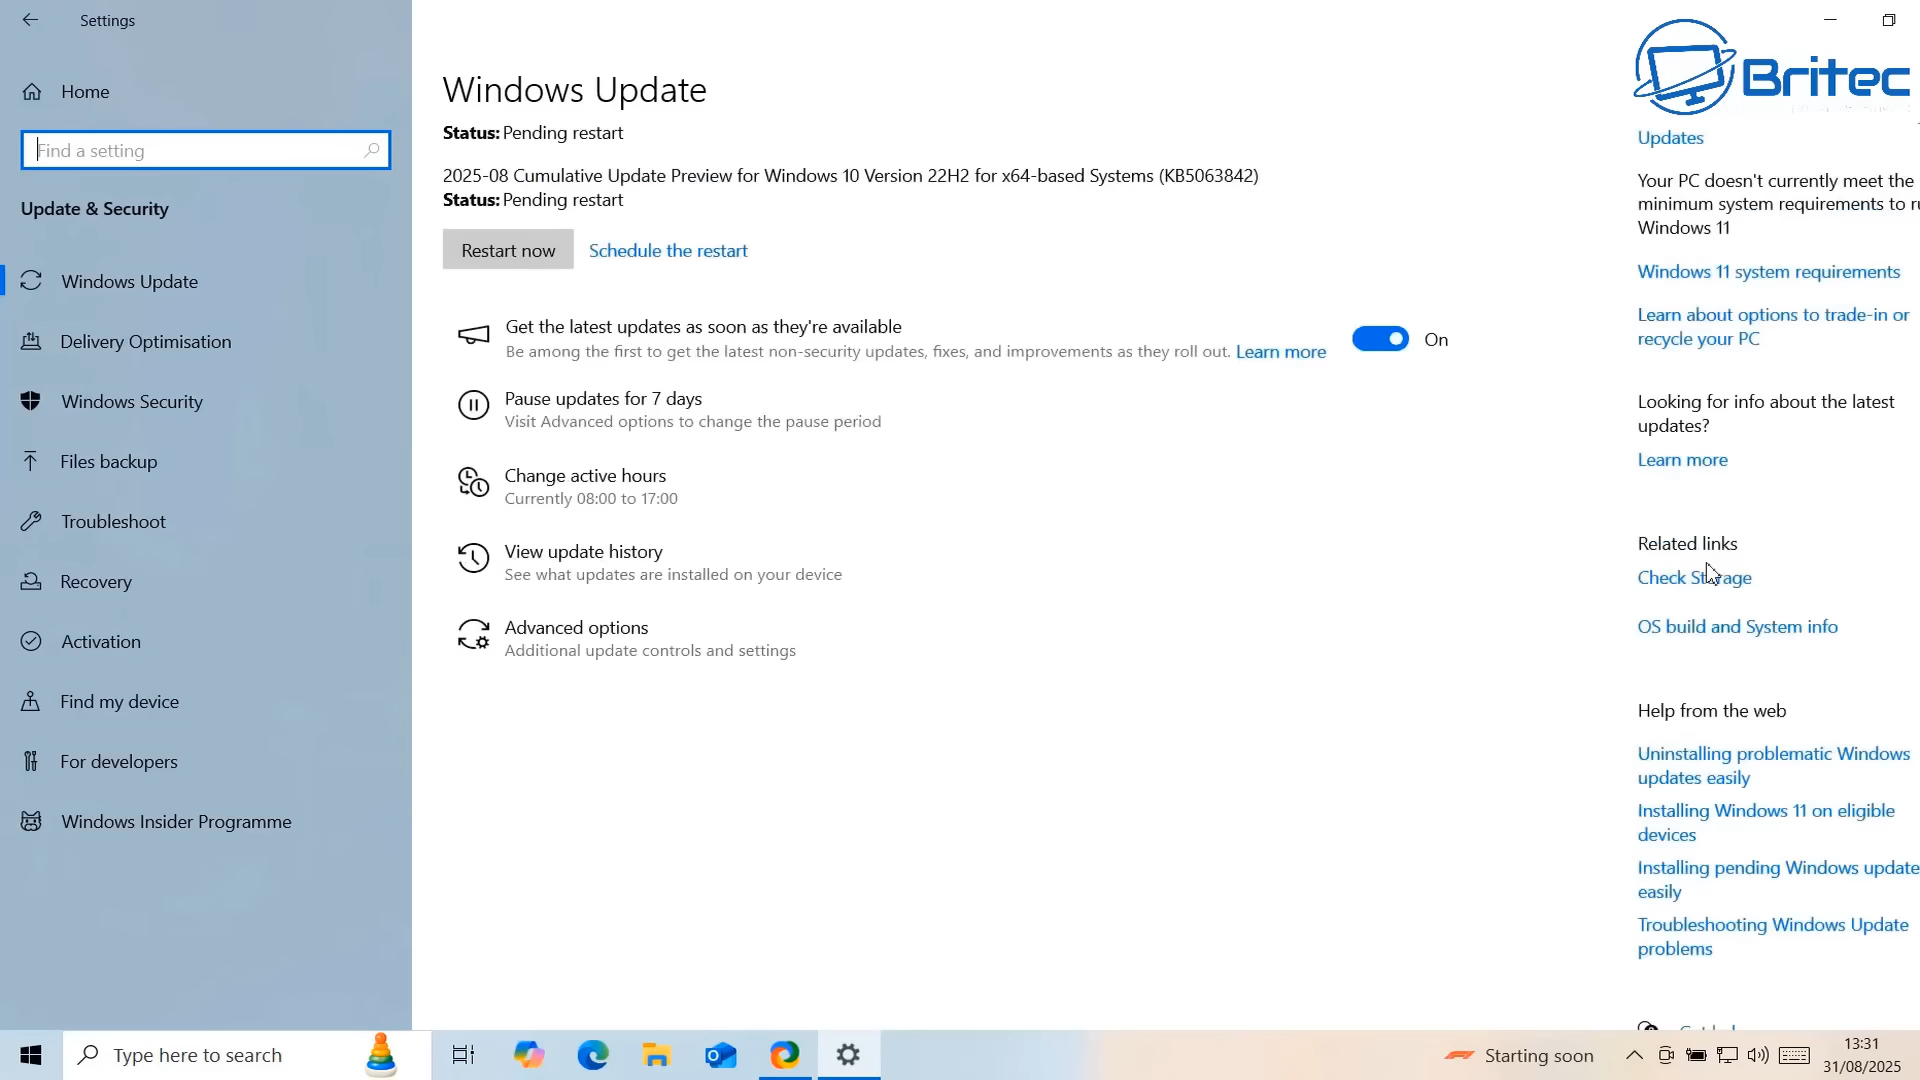 Settings
Home
Find a setting
Update & Security
Windows Update
Delivery Optimisation
Windows Security
Files backup
Troubleshoot
Recovery
Activation
Find my device
For developers
Windows Insider Programme
Windows Update
Status: Pending restart
2025-08 Cumulative Update Preview for Windows 10 Version 22H2 for x64-based Systems (KB5063842)
Status: Pending restart
Restart now Schedule the restart
Get the latest updates as soon as they're available
Be among the first to get the latest non-security updates, fixes, and improvements as they roll out. Learn more
On
Pause updates for 7 days
Visit Advanced options to change the pause period
Change active hours
Currently 08:00 to 17:00
View update history
See what updates are installed on your device
Advanced options
Additional update controls and settings
Britec
Updates
Your PC doesn't currently meet the
minimum system requirements to
Windows 11
Windows 11 system requirements
Learn about options to trade-in or
recycle your PC
Looking for info about the latest
updates?
Learn more
Related links
Check Storage
OS build and System info
Help from the web
Uninstalling problematic Windows
updates easily
Installing Windows 11 on eligible
devices
Installing pending Windows update
easily
Troubleshooting Windows Update
problems
Type here to search
Starting soon
13:31
31/08/2025